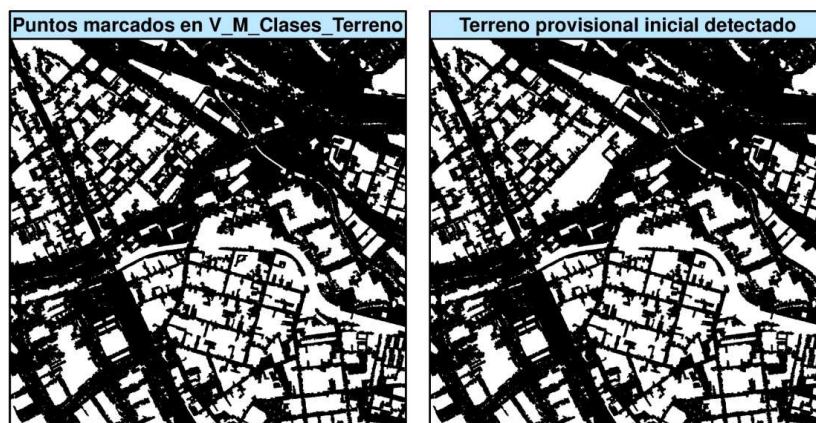 Puntos marcados en V_M_Clases_Terreno
Terreno provisional inicial detectado